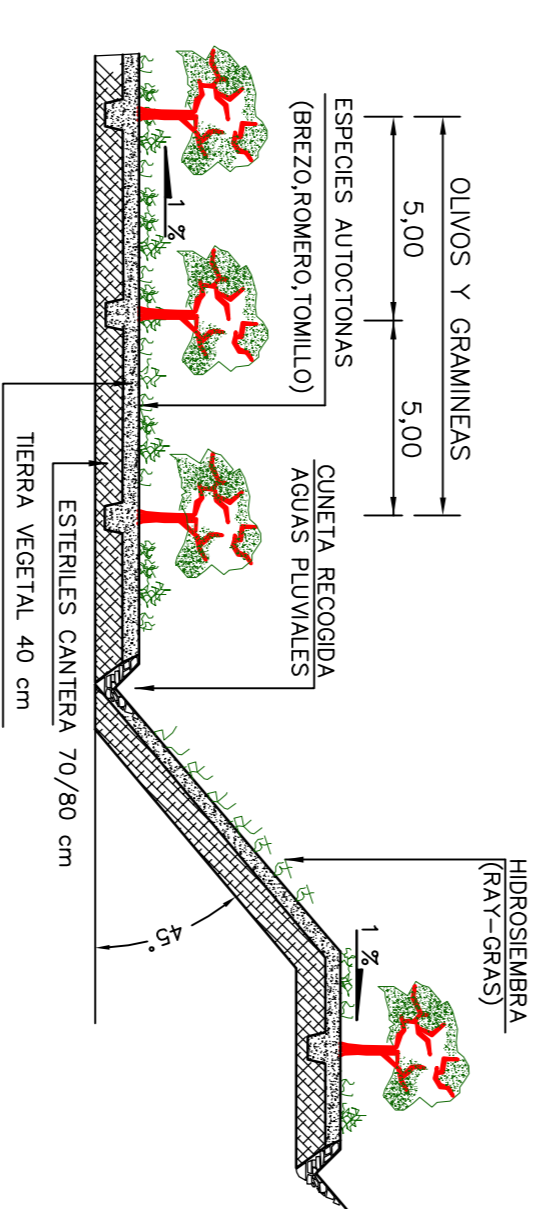 OLIVOS Y GRAMINEAS
5,00
5,00
ESPECIES AUTOCTONAS
(BREZO,ROMERO,TOMILLO)
CUNETA RECOGIDA
AGUAS PLUVIALES
HIDROSIEMBRA
(RAY-GRAS)
1 %
1 %
45°
ESTERILES CANTERA 70/80 cm
TIERRA VEGETAL 40 cm